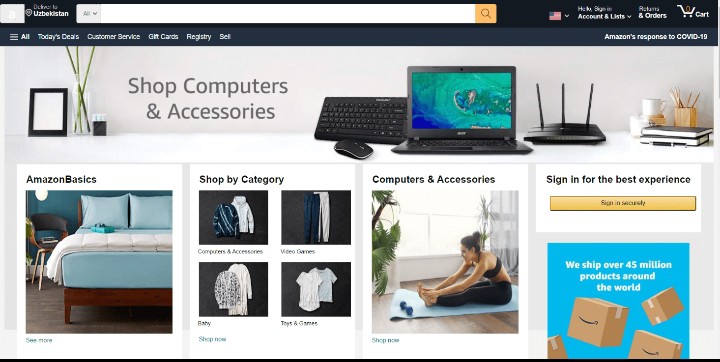 Deliver to
Uzbekistan
All
Hello, Sign in
Account & Lists
Returns
& Orders
0
Cart
All
Today's Deals
Customer Service
Gift Cards
Registry
Sell
Amazon's response to COVID-19
Shop Computers
& Accessories
AmazonBasics
See more
Shop by Category
Computers & Accessories
Video Games
Baby
Toys & Games
Shop now
Computers & Accessories
Shop now
Sign in for the best experience
Sign in securely
We ship over 45 million
products around
the world